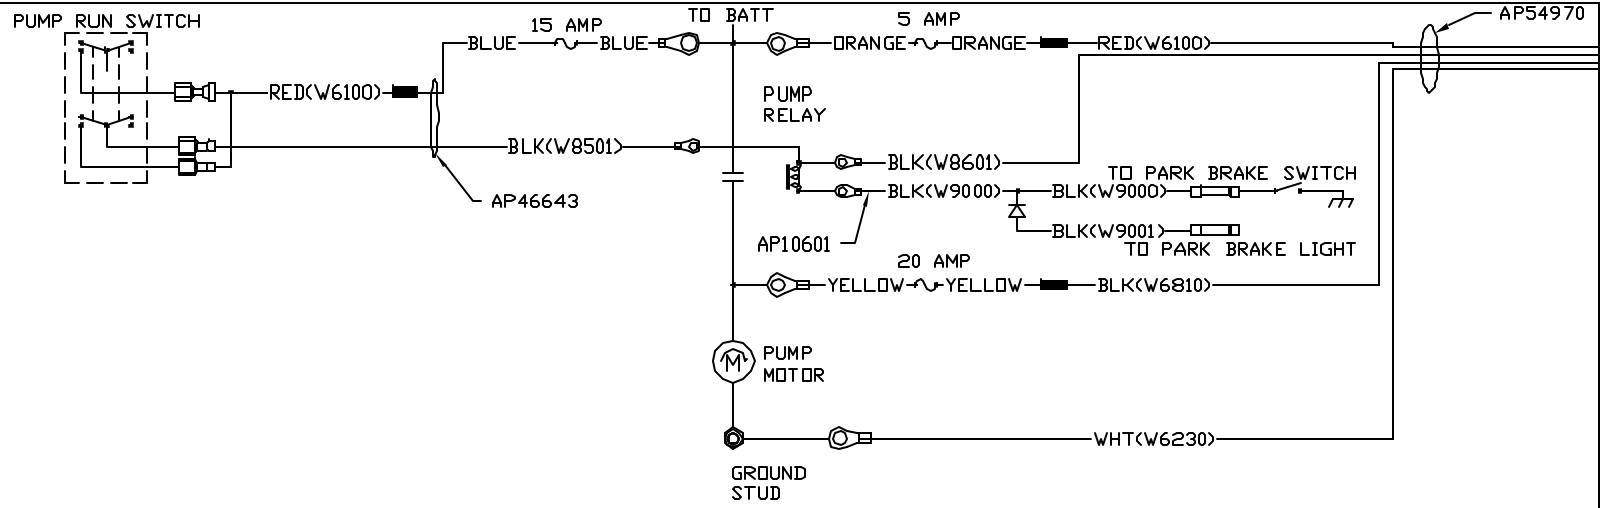 PUMP RUN SWITCH
15 AMP
TO BATT
5 AMP
AP54970
BLUE
BLUE
ORANGE
ORANGE
RED(W6100)
RED(W6100)
PUMP
RELAY
BLK(W8501)
BLK(W8601)
TO PARK BRAKE SWITCH
AP46643
BLK(W9000)
BLK(W9000)
BLK(W9001)
AP10601
TO PARK BRAKE LIGHT
20 AMP
YELLOW
YELLOW
BLK(W6810)
M
PUMP
MOTOR
WHT(W6230)
GROUND
STUD